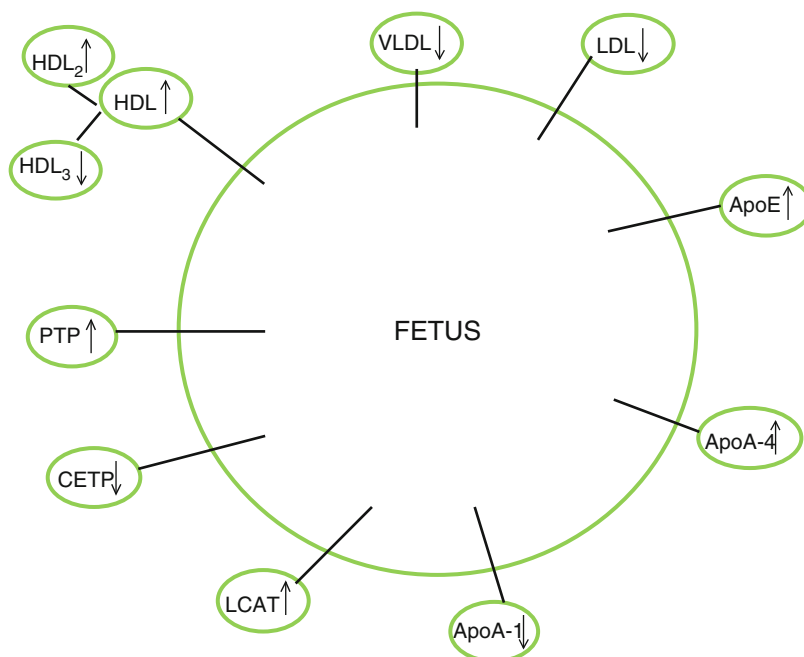 VLDL↓
LDL↓
HDL₂↑
HDL↑
HDL₃↓
ApoE↑
PTP↑
FETUS
ApoA-4↑
CETP↓
LCAT↑
ApoA-1↓